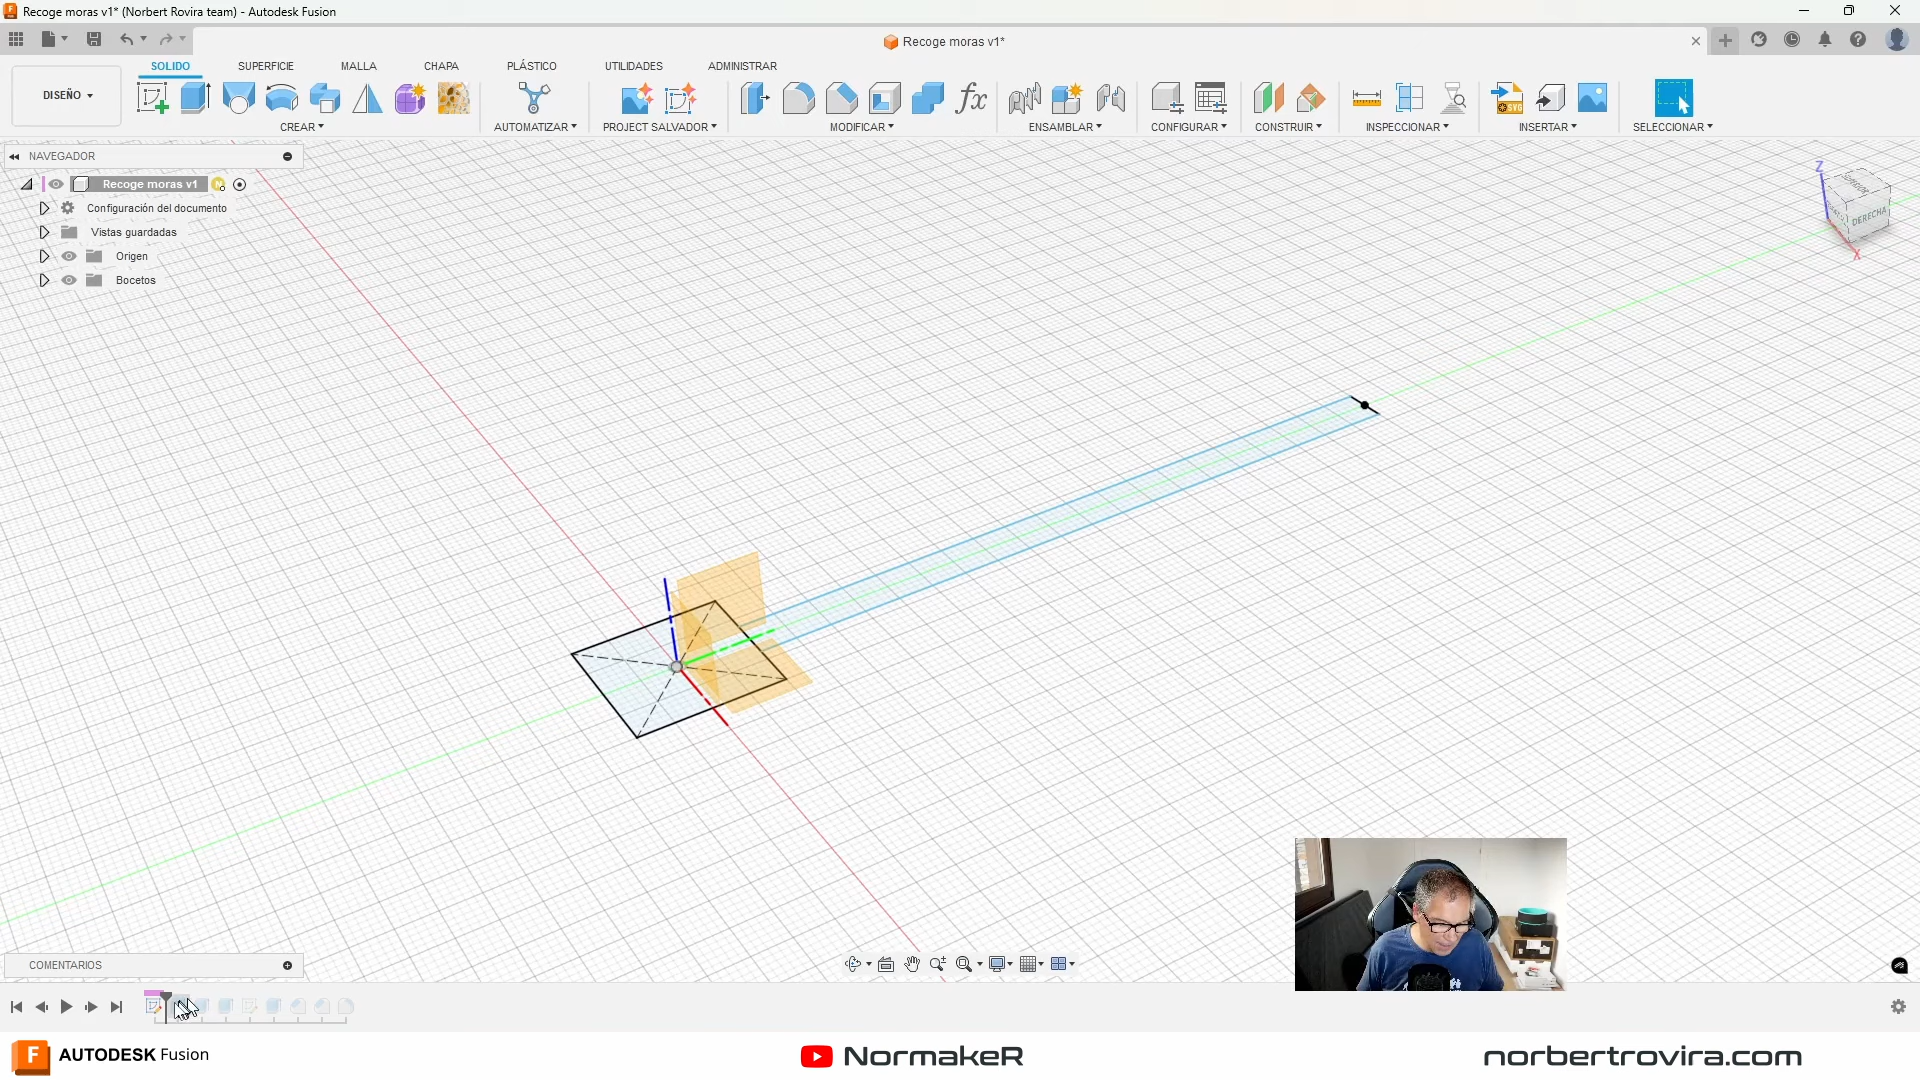 Recoge moras v1* (Norbert Rovira team) - Autodesk Fusion
Recoge moras v1*
SOLIDO SUPERFICIE MALLA CHAPA PLÁSTICO UTILIDADES ADMINISTRAR
DISEÑO
CREAR AUTOMATIZAR PROJECT SALVADOR MODIFICAR ENSAMBLAR CONFIGURAR CONSTRUIR INSPECCIONAR INSERTAR SELECCIONAR
NAVEGADOR
Recoge moras v1
Configuración del documento
Vistas guardadas
Origen
Bocetos
Z
DERECHA
X
COMENTARIOS
AUTODESK Fusion
NormakeR
norbertrovira.com